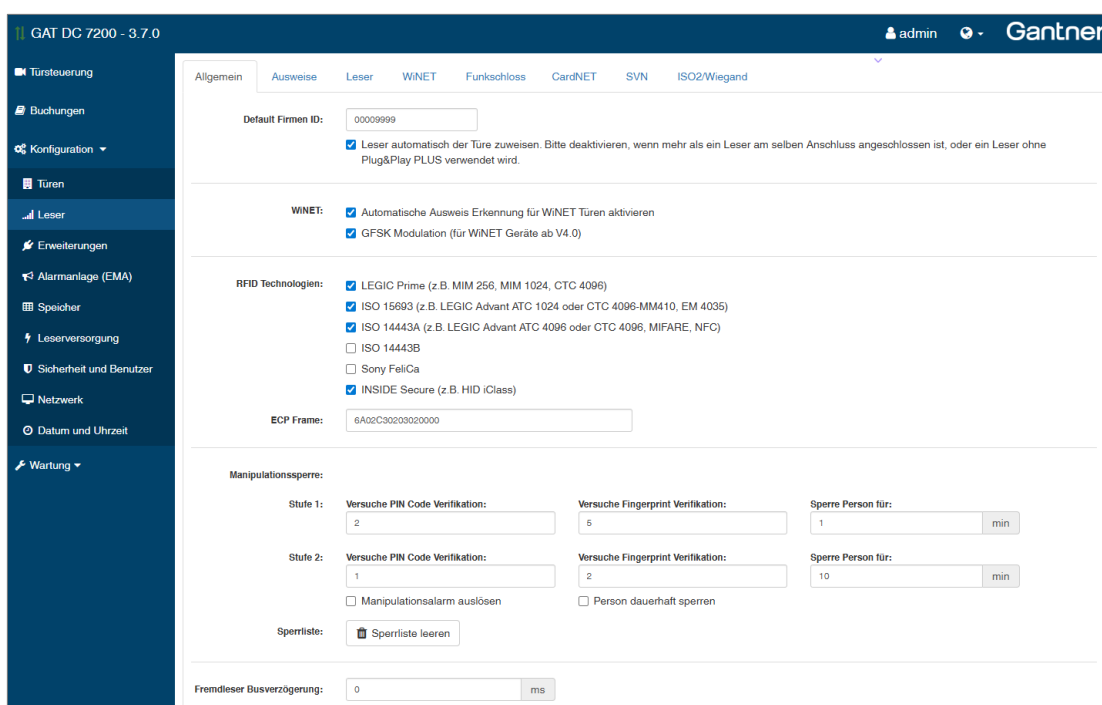 GAT DC 7200 - 3.7.0
admin
Gantner
Türsteuerung
Buchungen
Konfiguration
Türen
Leser
Erweiterungen
Alarmanlage (EMA)
Speicher
Leserversorgung
Sicherheit und Benutzer
Netzwerk
Datum und Uhrzeit
Wartung
Allgemein Ausweise Leser WiNET Funkschloss CardNET SVN ISO2/Wiegand
Default Firmen ID: 00009999
Leser automatisch der Türe zuweisen. Bitte deaktivieren, wenn mehr als ein Leser am selben Anschluss angeschlossen ist, oder ein Leser ohne
Plug&Play PLUS verwendet wird.
WiNET: Automatische Ausweis Erkennung für WiNET Türen aktivieren
GFSK Modulation (für WiNET Geräte ab V4.0)
RFID Technologien: LEGIC Prime (z.B. MIM 256, MIM 1024, CTC 4096)
ISO 15693 (z.B. LEGIC Advant ATC 1024 oder CTC 4096-MM410, EM 4035)
ISO 14443A (z.B. LEGIC Advant ATC 4096 oder CTC 4096, MIFARE, NFC)
ISO 14443B
Sony FeliCa
INSIDE Secure (z.B. HID iClass)
ECP Frame: 6A02C30203020000
Manipulationssperre:
Stufe 1: Versuche PIN Code Verifikation: Versuche Fingerprint Verifikation: Sperre Person für:
2 5 1 min
Stufe 2: Versuche PIN Code Verifikation: Versuche Fingerprint Verifikation: Sperre Person für:
1 2 10 min
Manipulationsalarm auslösen Person dauerhaft sperren
Sperrliste: Sperrliste leeren
Fremdleser Busverzögerung: 0 ms